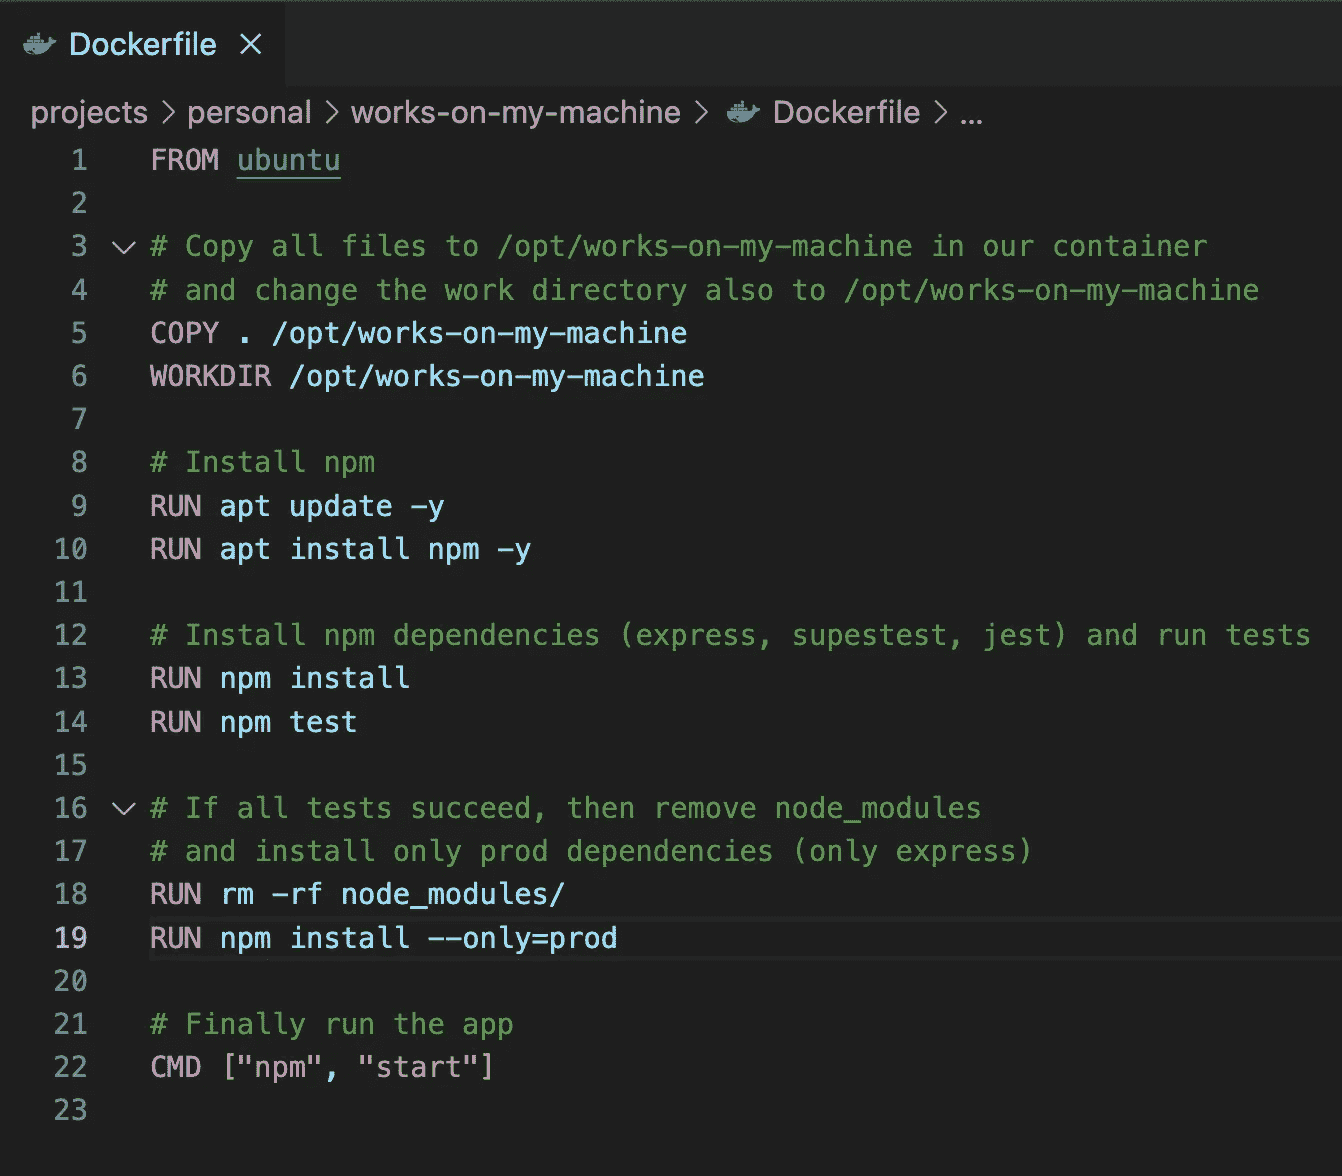 Dockerfile ×
projects > personal > works-on-my-machine > Dockerfile > ...
1 FROM ubuntu
2
3 # Copy all files to /opt/works-on-my-machine in our container
4 # and change the work directory also to /opt/works-on-my-machine
5 COPY . /opt/works-on-my-machine
6 WORKDIR /opt/works-on-my-machine
7
8 # Install npm
9 RUN apt update -y
10 RUN apt install npm -y
11
12 # Install npm dependencies (express, supestest, jest) and run tests
13 RUN npm install
14 RUN npm test
15
16 # If all tests succeed, then remove node_modules
17 # and install only prod dependencies (only express)
18 RUN rm -rf node_modules/
19 RUN npm install --only=prod
20
21 # Finally run the app
22 CMD ["npm", "start"]
23